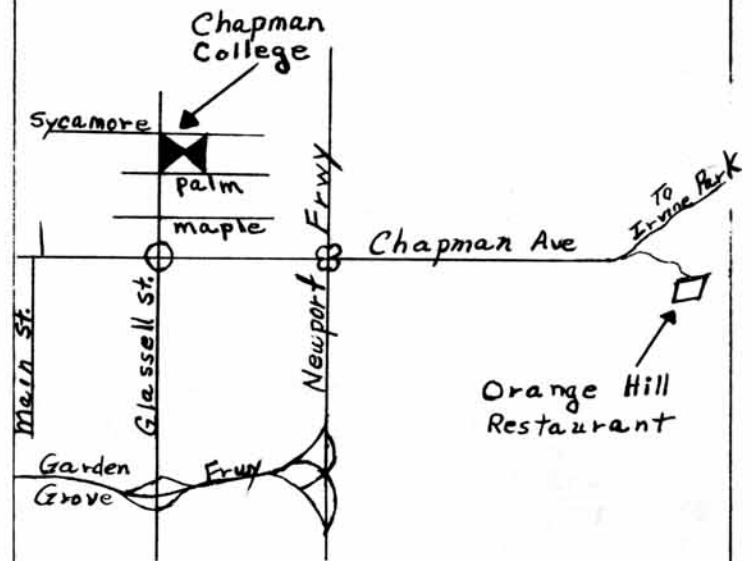 Chapman
College
Sycamore
palm
maple
Newport Frwy
Chapman Ave
TO
Irvine Park
Main st.
Glassell st.
Orange Hill
Restaurant
Garden
Grove
Frwy